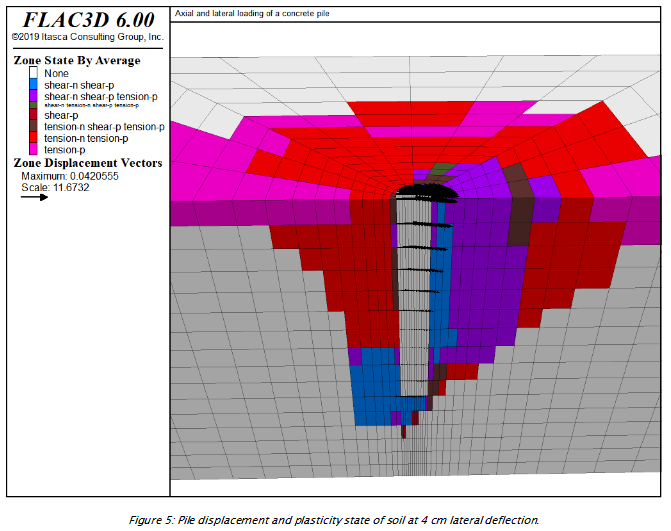 FLAC3D 6.00
©2019 Itasca Consulting Group, Inc.
Axial and lateral loading of a concrete pile
Zone State By Average
None
shear-n shear-p
shear-n shear-p tension-p
shear-n tension-n shear-p tension-p
shear-p
tension-n shear-p tension-p
tension-n tension-p
tension-p
Zone Displacement Vectors
Maximum: 0.0420555
Scale: 11.6732
Figure 5: Pile displacement and plasticity state of soil at 4 cm lateral deflection.